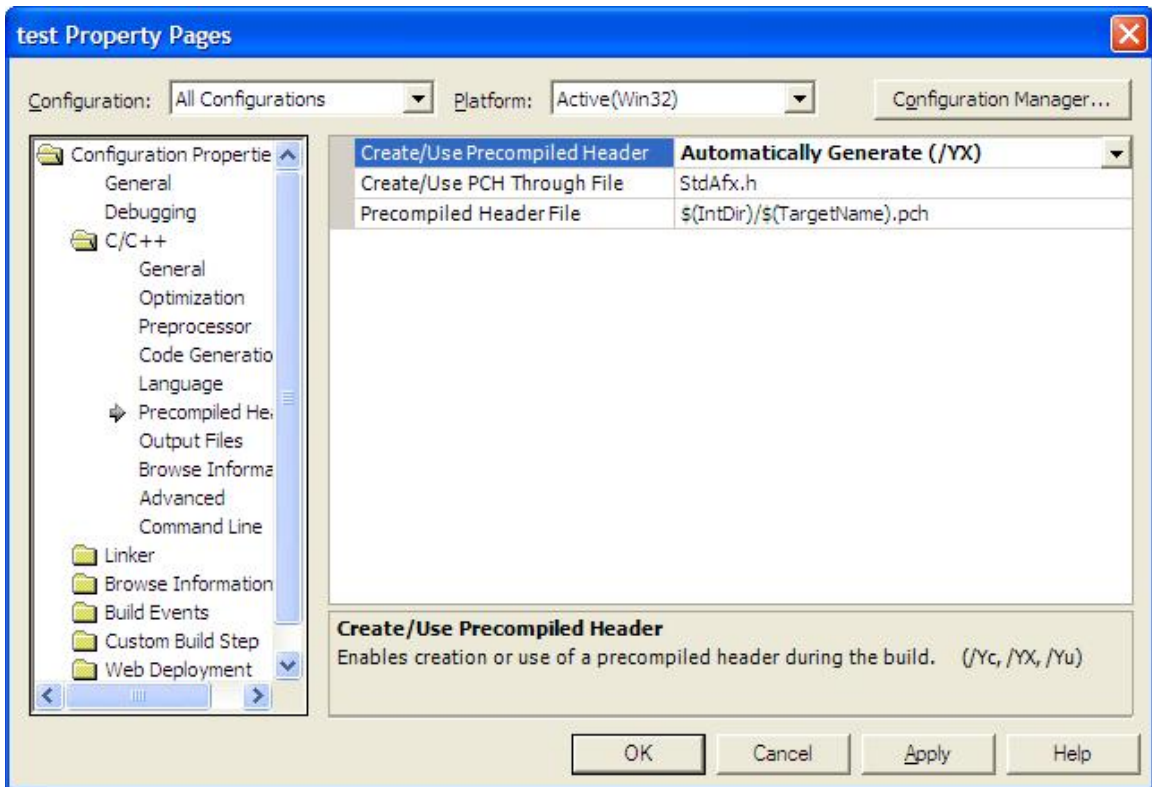 test Property Pages
Configuration: All Configurations Platform: Active(Win32) Configuration Manager...
Configuration Propertie
General
Debugging
C/C++
General
Optimization
Preprocessor
Code Generatio
Language
Precompiled Hea
Output Files
Browse Informa
Advanced
Command Line
Linker
Browse Information
Build Events
Custom Build Step
Web Deployment
Create/Use Precompiled Header Automatically Generate (/YX)
Create/Use PCH Through File StdAfx.h
Precompiled Header File $(IntDir)/$(TargetName).pch
Create/Use Precompiled Header
Enables creation or use of a precompiled header during the build. (/Yc, /YX, /Yu)
OK Cancel Apply Help